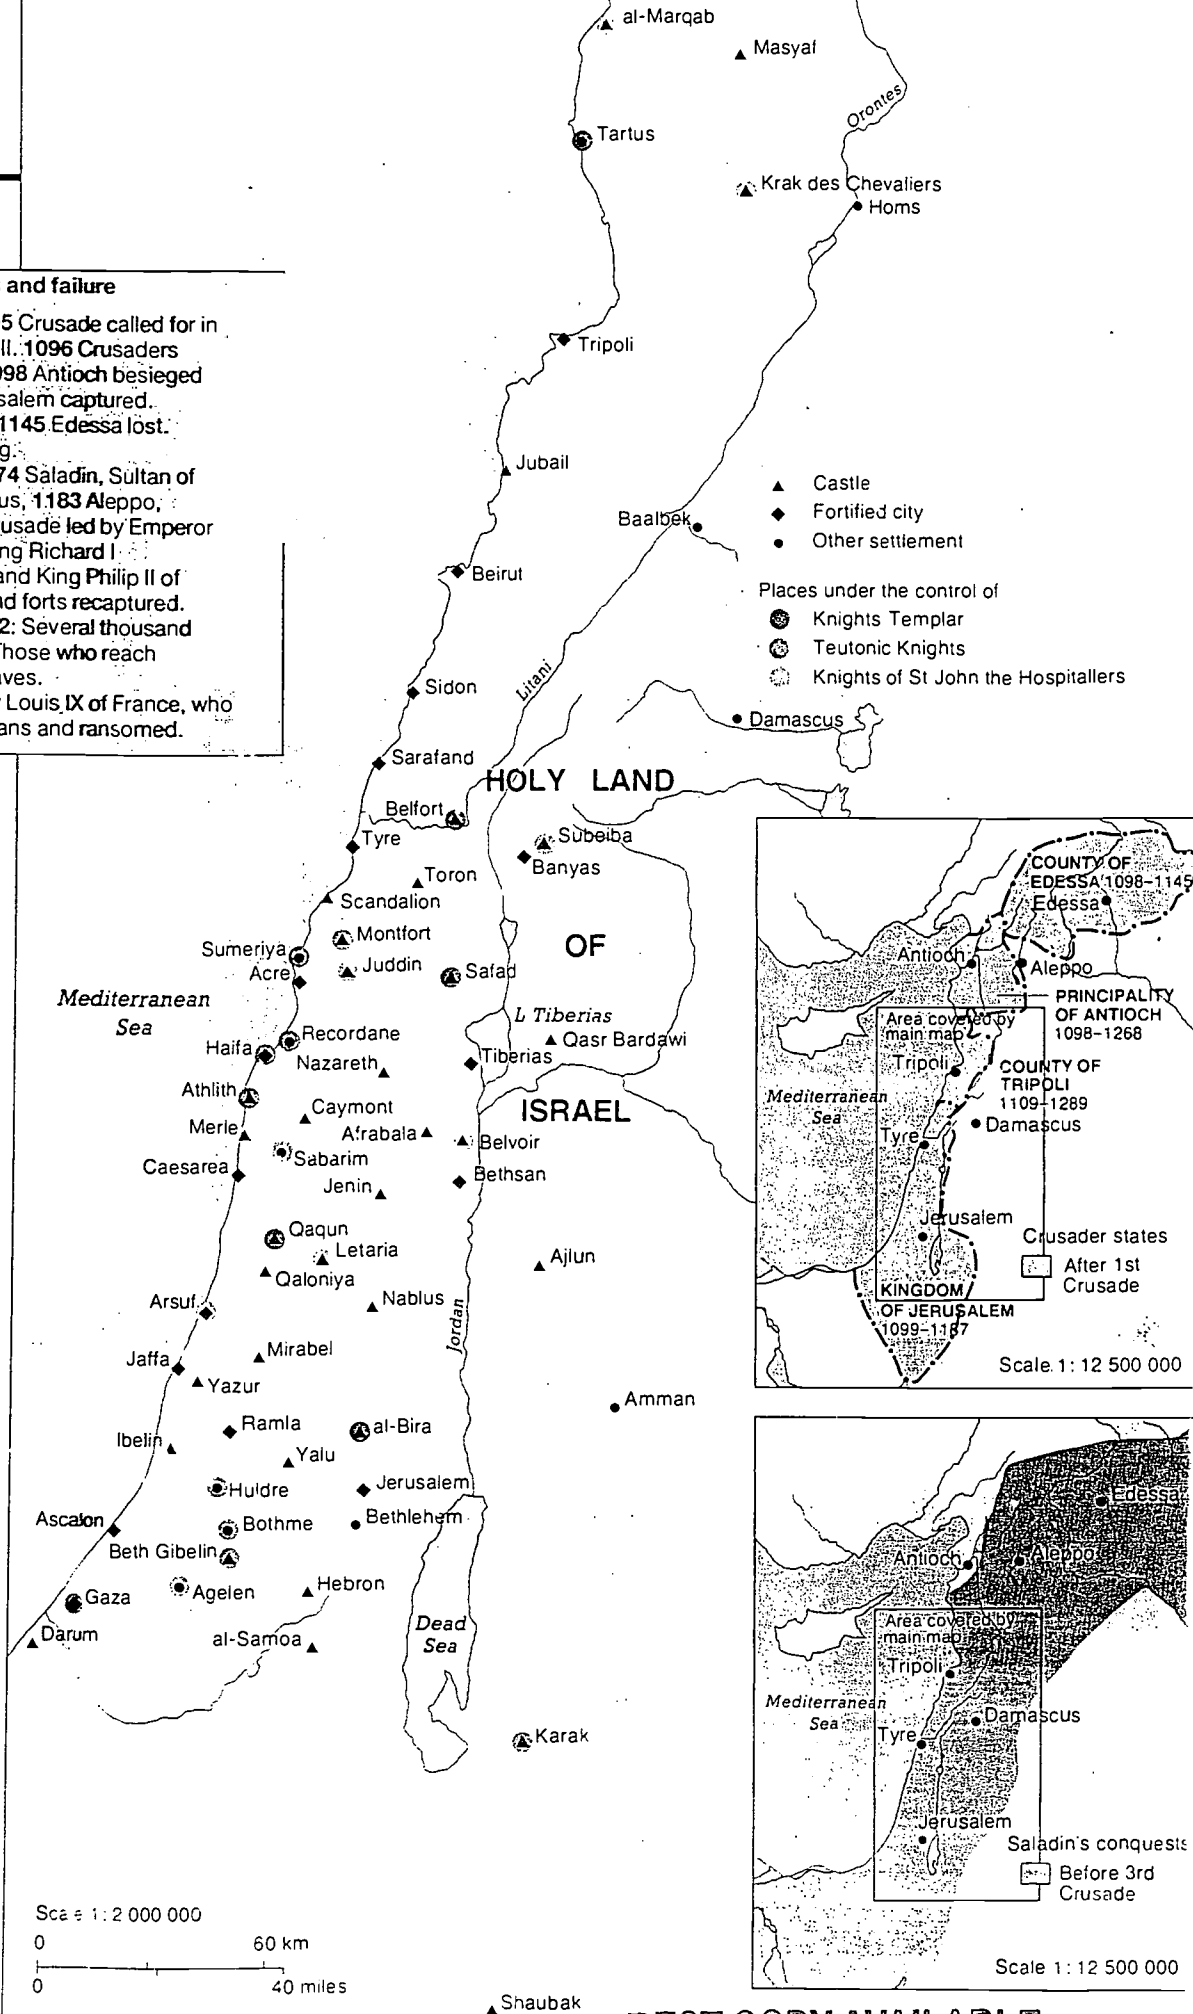 al-Marqab
Masyaf
Orontes
Tartus
Krak des Chevaliers
Homs
and failure
5 Crusade called for in
II. 1096 Crusaders
98 Antioch besieged
salem captured.
1145 Edessa lost.
g.
74 Saladin, Sultan of
us, 1183 Aleppo,
usade led by Emperor
ng Richard I
and King Philip II of
d forts recaptured.
2: Several thousand
Those who reach
ves.
Louis IX of France, who
ans and ransomed.
Tripoli
Jubail
Baalbek
Beirut
Castle
Fortified city
Other settlement
Places under the control of
Knights Templar
Teutonic Knights
Knights of St John the Hospitallers
Sidon
Litani
Damascus
Sarafand
HOLY LAND
Belfort
Tyre
Subeiba
Banyas
Toron
Scandalion
Sumeriya
Montfort
Acre
Juddin
Safad
OF
Mediterranean
Sea
L Tiberias
Recordane
Qasr Bardawi
Haifa
Nazareth
Tiberias
Athlith
Caymont
ISRAEL
Merle
Afrabala
Belvoir
Sabarim
Caesarea
Bethsan
Jenin
Qaqun
Letaria
Ajlun
Qaloniya
Arsuf
Nablus
Jordan
Jaffa
Mirabel
Yazur
Amman
Ramla
al-Bira
Ibelin
Yalu
Huldre
Jerusalem
Ascalon
Bothme
Bethlehem
Beth Gibelin
Agelen
Hebron
Gaza
Darum
al-Samoa
Dead
Sea
Karak
Scale 1:2 000 000
0 60 km
0 40 miles
Shaubak
COUNTY OF
EDESSA 1098–1145
Edessa
Antioch
Aleppo
PRINCIPALITY
OF ANTIOCH
1098–1268
Area covered by
main map
Tripoli
COUNTY OF
TRIPOLI
1109–1289
Mediterranean
Sea
Damascus
Tyre
Jerusalem
Crusader states
After 1st
Crusade
KINGDOM
OF JERUSALEM
1099–1187
Scale 1: 12 500 000
Edessa
Antioch
Aleppo
Area covered by
main map
Tripoli
Mediterranean
Sea
Damascus
Tyre
Jerusalem
Saladin's conquests
Before 3rd
Crusade
Scale 1: 12 500 000